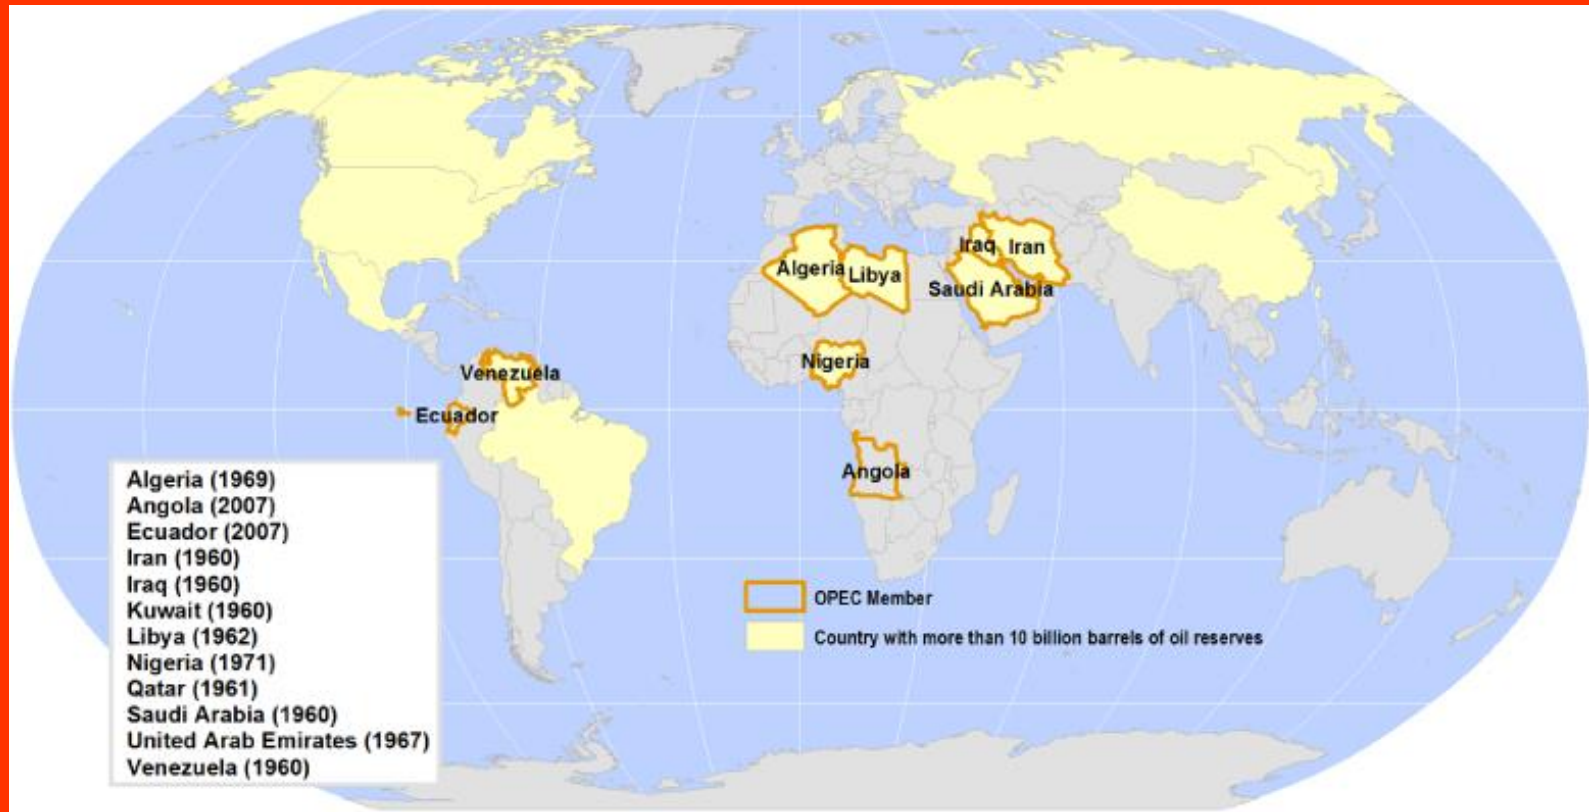 Iraq
Iran
Algeria
Libya
Saudi Arabia
Nigeria
Venezuela
Ecuador
Angola
Algeria (1969)
Angola (2007)
Ecuador (2007)
Iran (1960)
Iraq (1960)
Kuwait (1960)
Libya (1962)
Nigeria (1971)
Qatar (1961)
Saudi Arabia (1960)
United Arab Emirates (1967)
Venezuela (1960)
OPEC Member
Country with more than 10 billion barrels of oil reserves